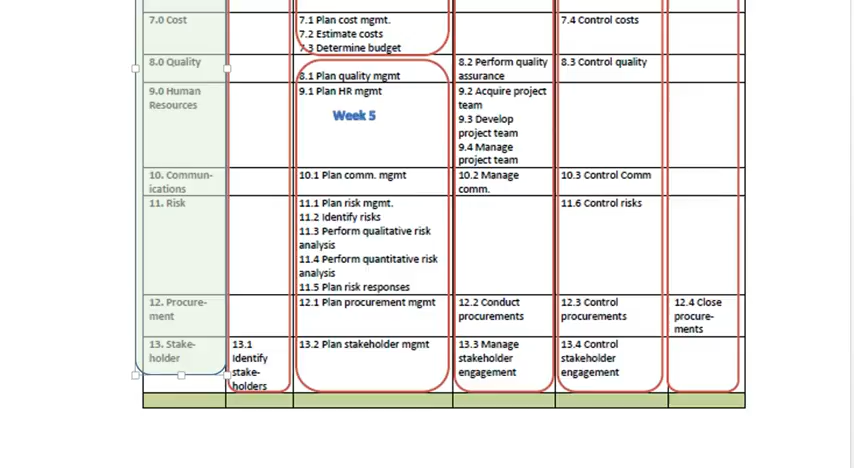 7.0 Cost
7.1 Plan cost mgmt.
7.2 Estimate costs
7.3 Determine budget
7.4 Control costs
8.0 Quality
8.1 Plan quality mgmt
8.2 Perform quality
assurance
8.3 Control quality
9.0 Human
Resources
9.1 Plan HR mgmt
Week 5
9.2 Acquire project
team
9.3 Develop
project team
9.4 Manage
project team
10. Commun-
ications
10.1 Plan comm. mgmt
10.2 Manage
comm.
10.3 Control Comm
11. Risk
11.1 Plan risk mgmt.
11.2 Identify risks
11.3 Perform qualitative risk
analysis
11.4 Perform quantitative risk
analysis
11.5 Plan risk responses
11.6 Control risks
12. Procure-
ment
12.1 Plan procurement mgmt
12.2 Conduct
procurements
12.3 Control
procurements
12.4 Close
procure-
ments
13. Stake-
holder
13.1
Identify
stake-
holders
13.2 Plan stakeholder mgmt
13.3 Manage
stakeholder
engagement
13.4 Control
stakeholder
engagement